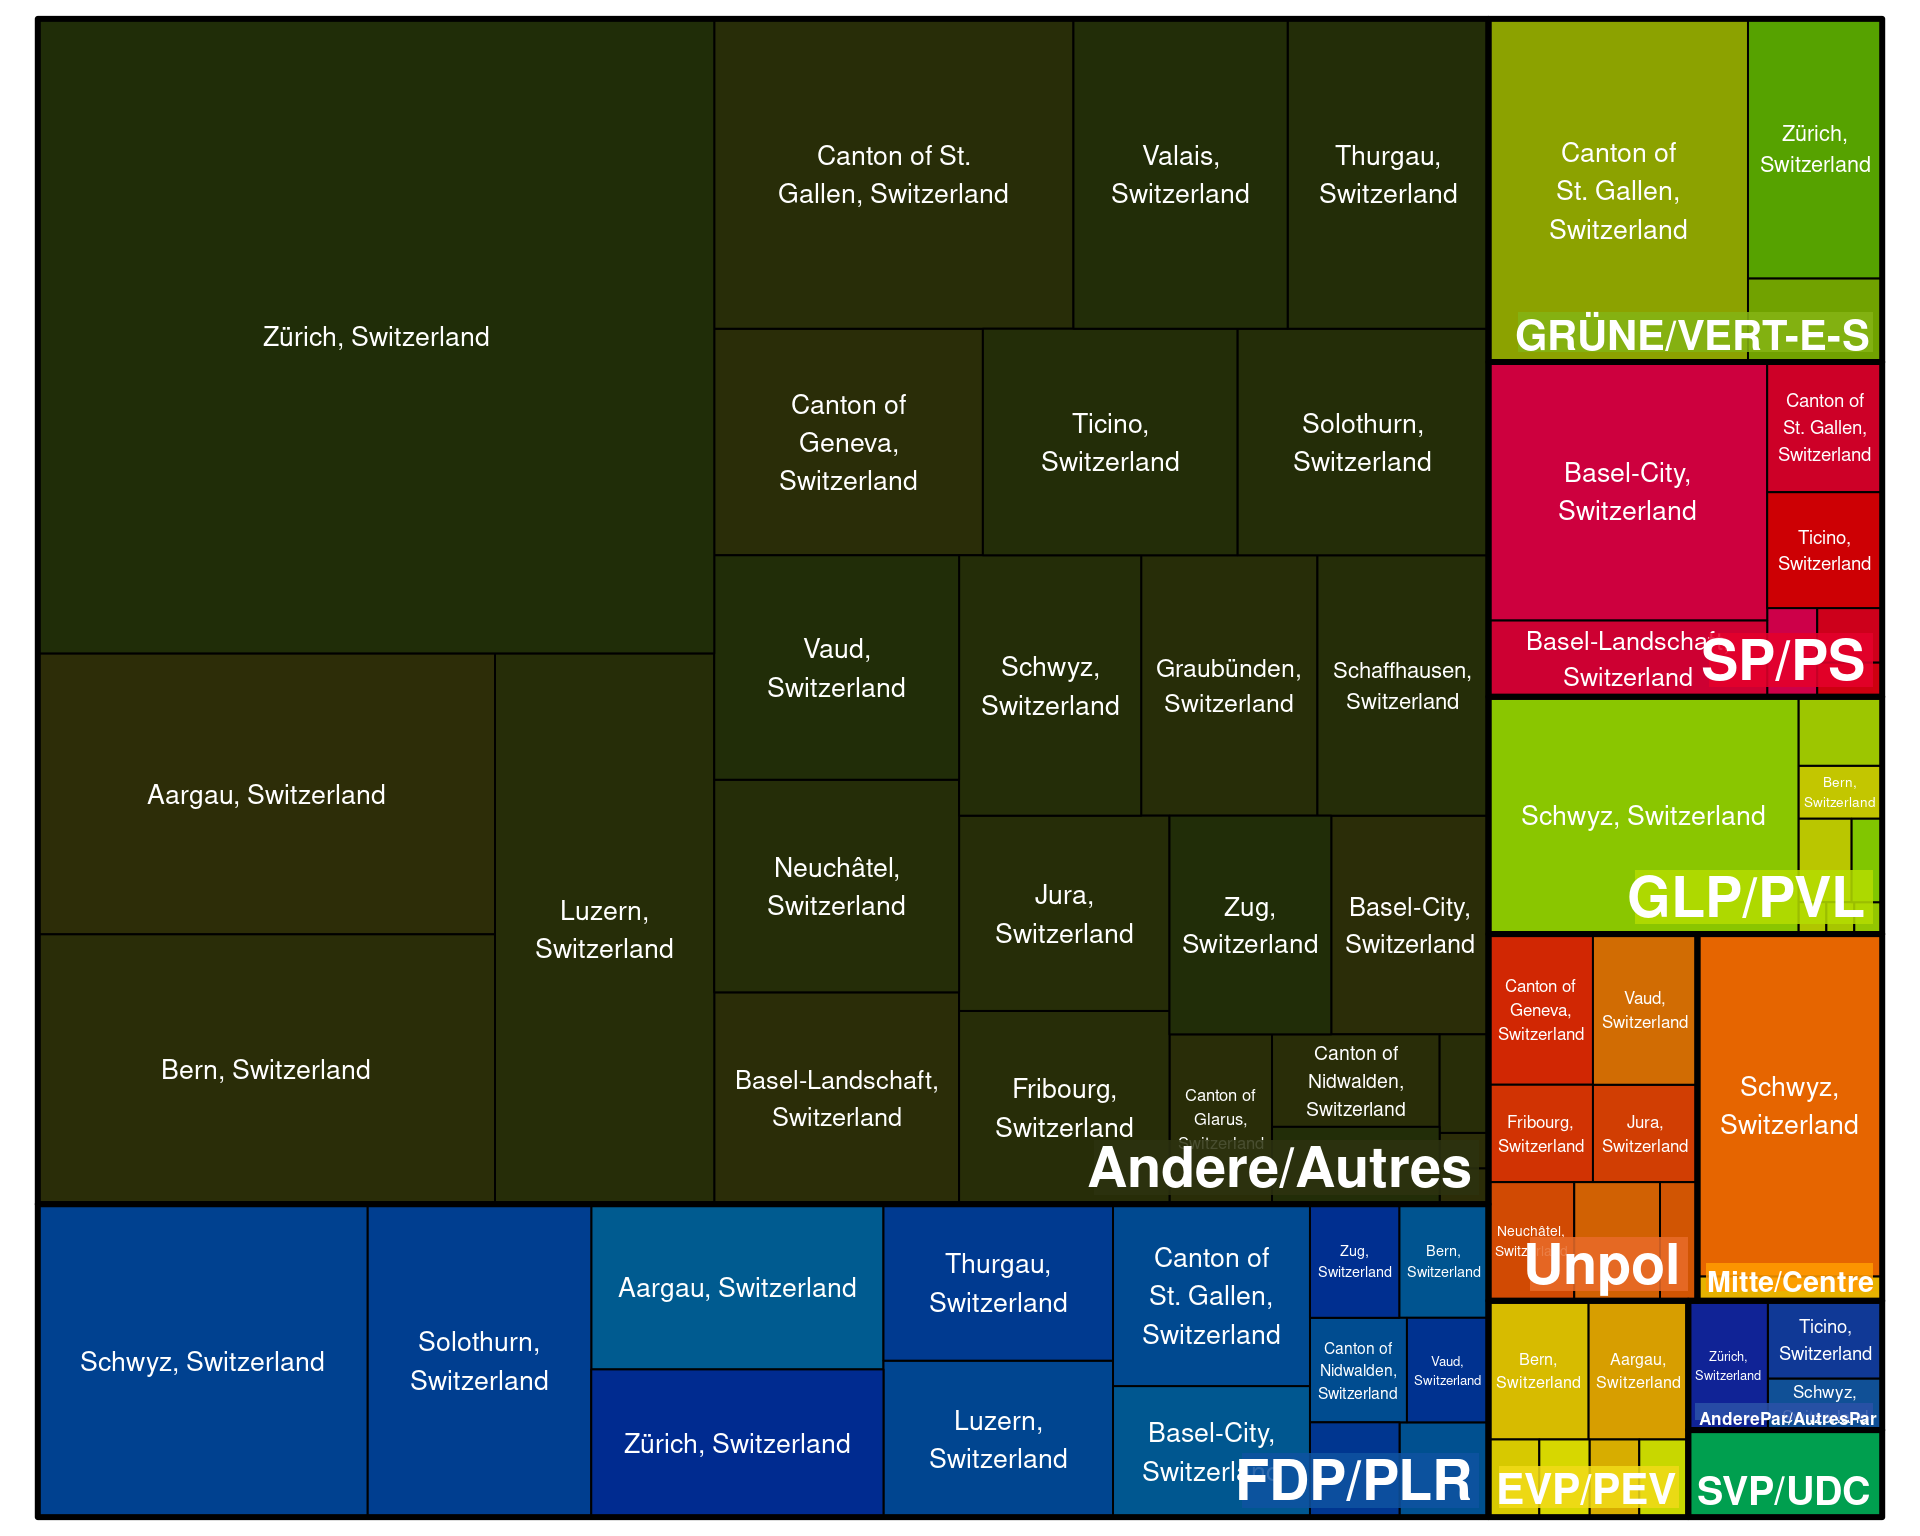 Zürich, Switzerland
Aargau, Switzerland
Bern, Switzerland
Luzern,
Switzerland
Canton of St.
Gallen, Switzerland
Valais,
Switzerland
Thurgau,
Switzerland
Canton of
Geneva,
Switzerland
Ticino,
Switzerland
Solothurn,
Switzerland
Vaud,
Switzerland
Schwyz,
Switzerland
Graubünden,
Switzerland
Schaffhausen,
Switzerland
Neuchâtel,
Switzerland
Jura,
Switzerland
Zug,
Switzerland
Basel-City,
Switzerland
Basel-Landschaft,
Switzerland
Fribourg,
Switzerland
Canton of
Glarus,
Switzerland
Canton of
Nidwalden,
Switzerland
Andere/Autres
Schwyz, Switzerland
Solothurn,
Switzerland
Aargau, Switzerland
Zürich, Switzerland
Thurgau,
Switzerland
Luzern,
Switzerland
Canton of
St. Gallen,
Switzerland
Basel-City,
Switzerland
Zug,
Switzerland
Bern,
Switzerland
Canton of
Nidwalden,
Switzerland
Vaud,
Switzerland
FDP/PLR
Canton of
St. Gallen,
Switzerland
Zürich,
Switzerland
GRÜNE/VERT-E-S
Basel-City,
Switzerland
Canton of
St. Gallen,
Switzerland
Ticino,
Switzerland
Basel-Landschaft,
Switzerland
SP/PS
Schwyz, Switzerland
Bern,
Switzerland
GLP/PVL
Canton of
Geneva,
Switzerland
Vaud,
Switzerland
Fribourg,
Switzerland
Jura,
Switzerland
Neuchâtel,
Switzerland
Unpol
Schwyz,
Switzerland
Mitte/Centre
Bern,
Switzerland
Aargau,
Switzerland
EVP/PEV
Zürich,
Switzerland
Ticino,
Switzerland
Schwyz,
AnderePar/AutresPar
SVP/UDC